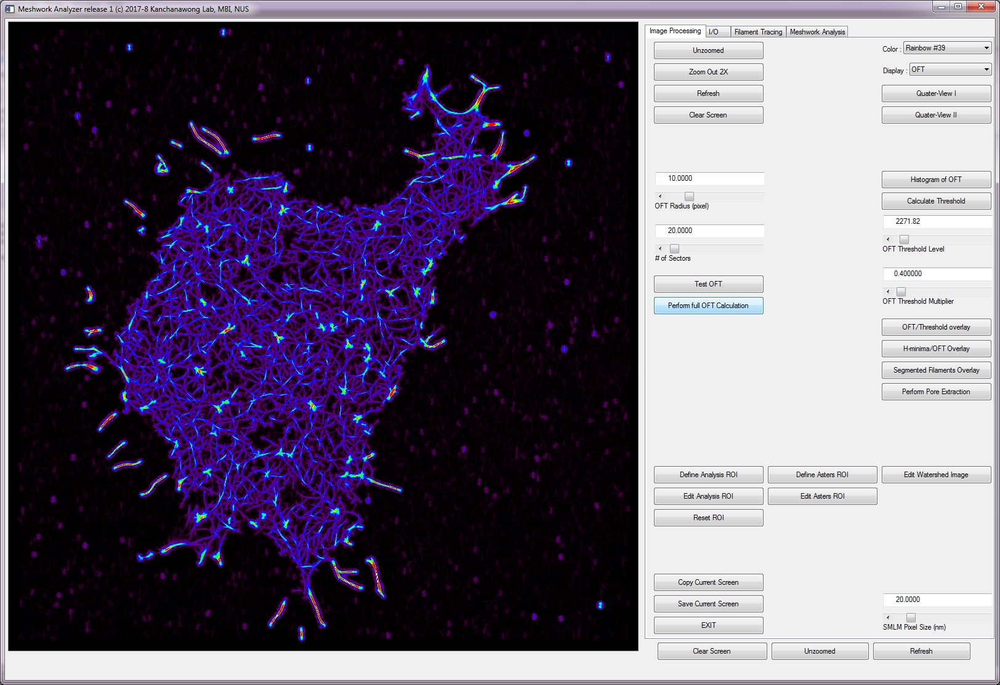 Meshwork Analyzer release 1 (c) 2017-8 Kanchanawong Lab, MBI, NUS
Image Processing
I/O
Filament Tracing
Meshwork Analysis
Unzoomed
Color :
Rainbow #39
Zoom Out 2X
Display :
OFT
Refresh
Quater-View I
Clear Screen
Quater-View II
10.0000
Histogram of OFT
OFT Radius (pixel)
Calculate Threshold
20.0000
2271.82
# of Sectors
OFT Threshold Level
0.400000
Test OFT
OFT Threshold Multiplier
Perform full OFT Calculation
OFT/Threshold overlay
H-minima/OFT Overlay
Segmented Filaments Overlay
Perform Pore Extraction
Define Analysis ROI
Define Asters ROI
Edit Watershed Image
Edit Analysis ROI
Edit Asters ROI
Reset ROI
Copy Current Screen
20.0000
Save Current Screen
EXIT
SMLM Pixel Size (nm)
Clear Screen
Unzoomed
Refresh